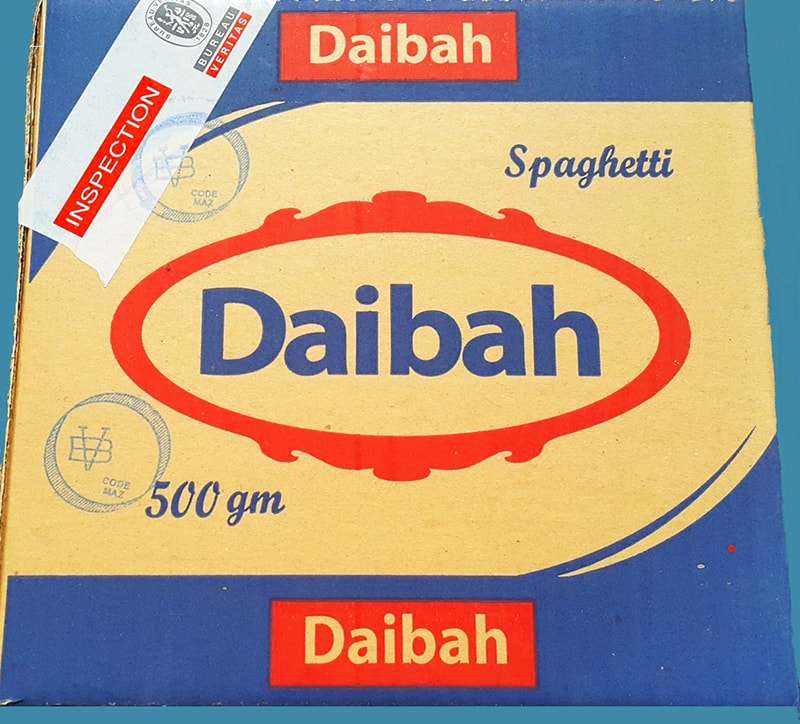 Daibah
BUREAU
VERITAS
INSPECTION
CODE
MAZ
Spaghetti
Daibah
CODE
MAZ
500 gm
Daibah